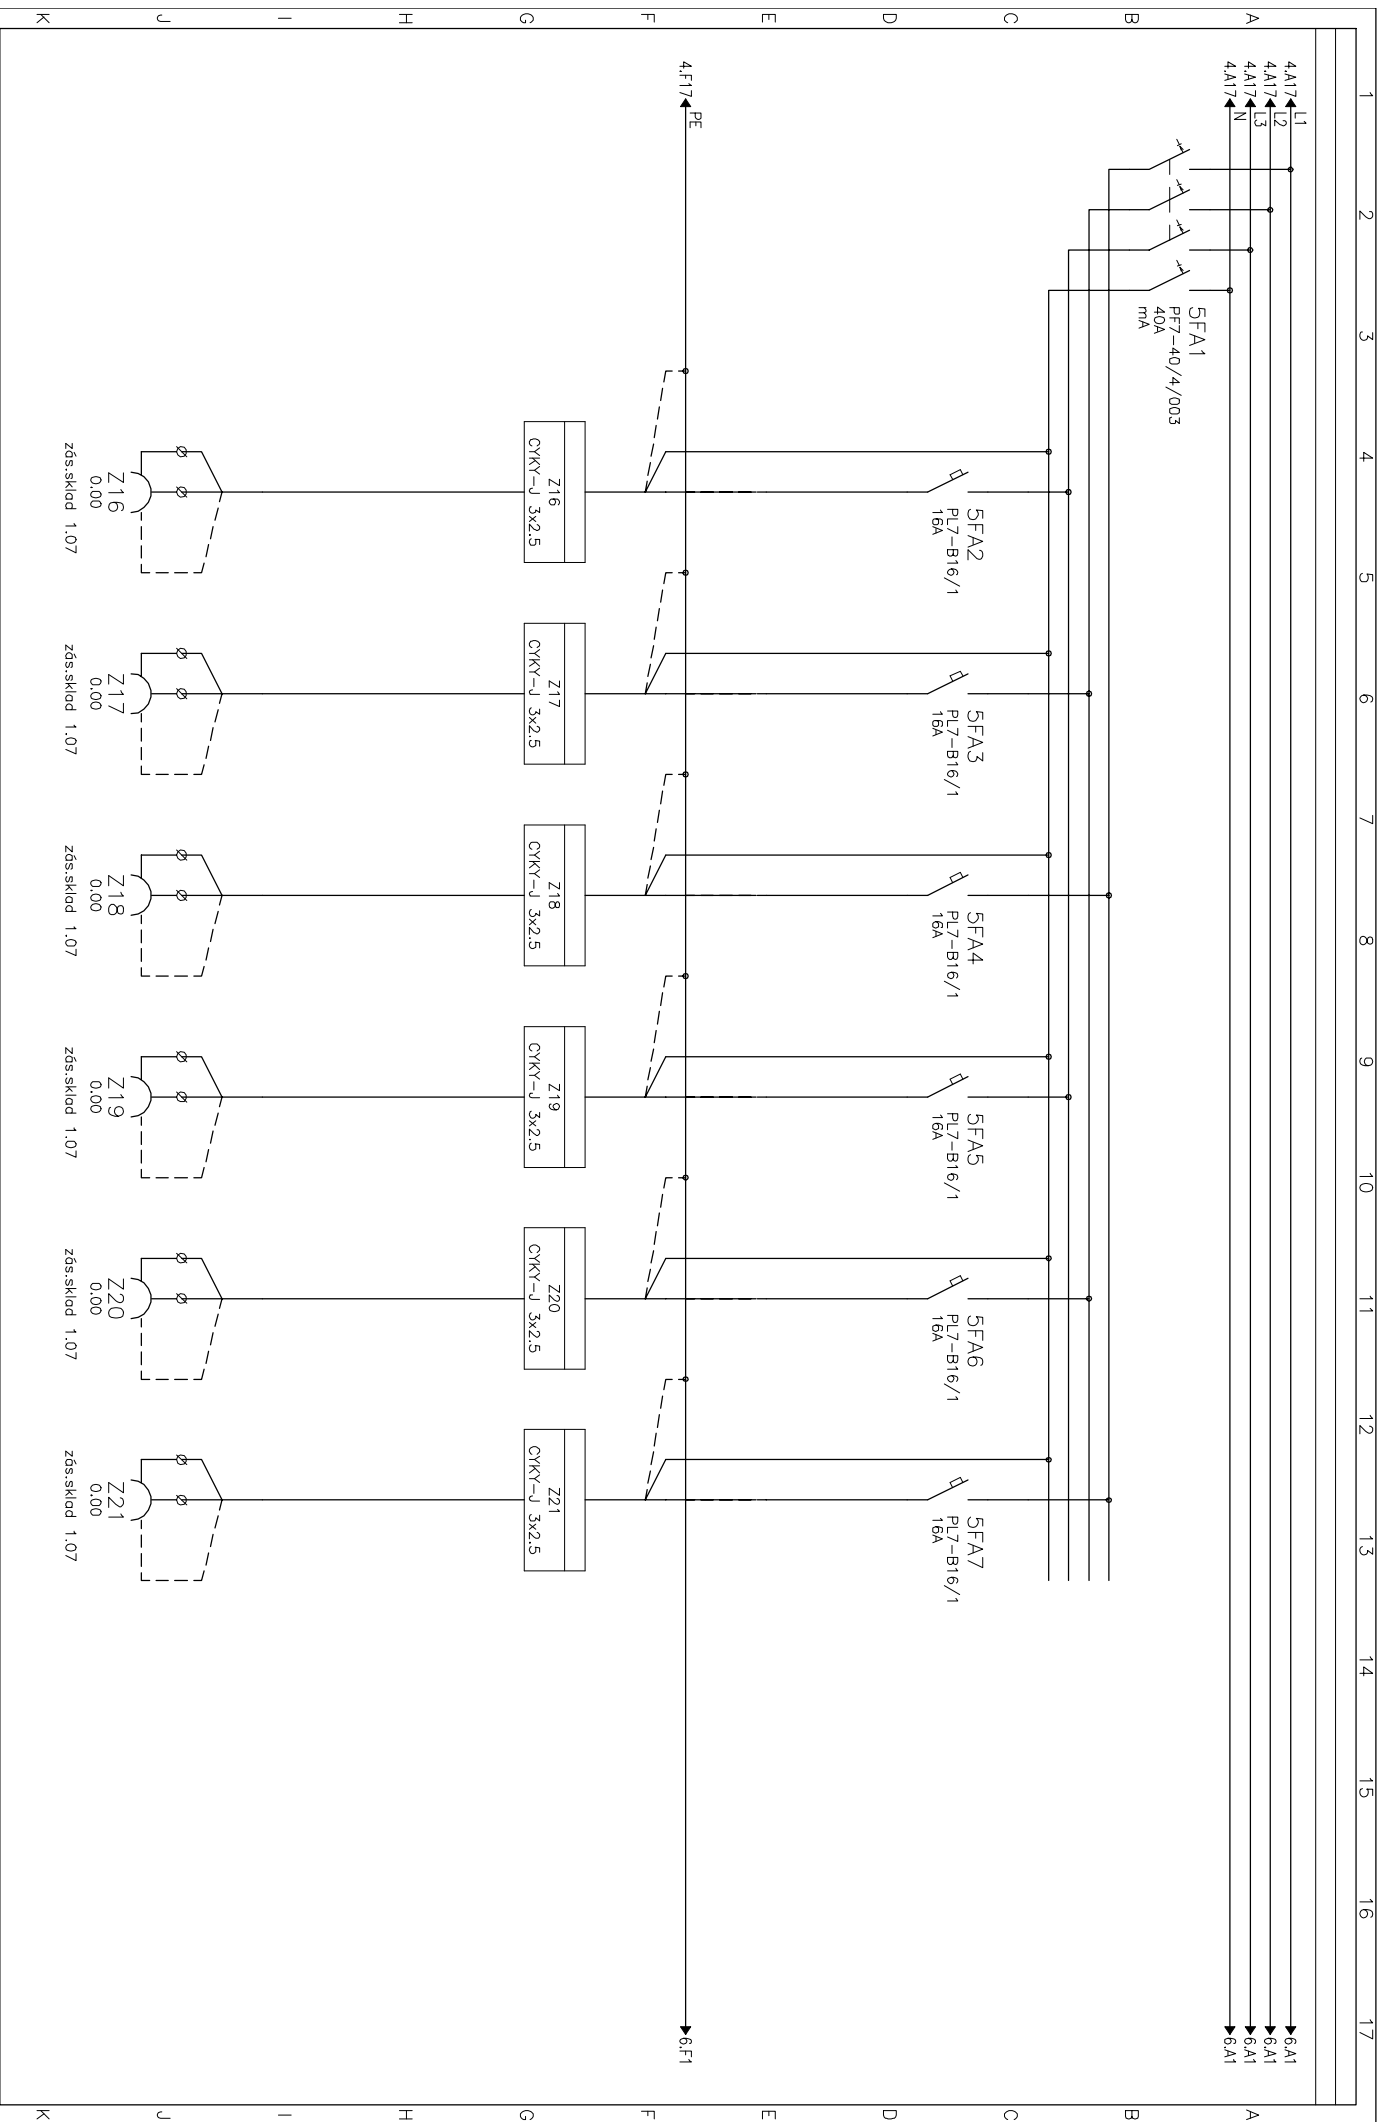 1 2 3 4 5 6 7 8 9 10 11 12 13 14 15 16 17
A A
B B
C C
D D
E E
F F
G G
H H
I I
J J
K K
4.A17 L1 6.A1
4.A17 L2 6.A1
4.A17 L3 6.A1
4.A17 N 6.A1
5FA1
PF7-40/4/003
40A
mA
5FA2
PL7-B16/1
16A
5FA3
PL7-B16/1
16A
5FA4
PL7-B16/1
16A
5FA5
PL7-B16/1
16A
5FA6
PL7-B16/1
16A
5FA7
PL7-B16/1
16A
4.F17 PE 6.F1
Z16
CYKY-J 3x2.5
Z17
CYKY-J 3x2.5
Z18
CYKY-J 3x2.5
Z19
CYKY-J 3x2.5
Z20
CYKY-J 3x2.5
Z21
CYKY-J 3x2.5
Z16
0.00
zás.sklad 1.07
Z17
0.00
zás.sklad 1.07
Z18
0.00
zás.sklad 1.07
Z19
0.00
zás.sklad 1.07
Z20
0.00
zás.sklad 1.07
Z21
0.00
zás.sklad 1.07